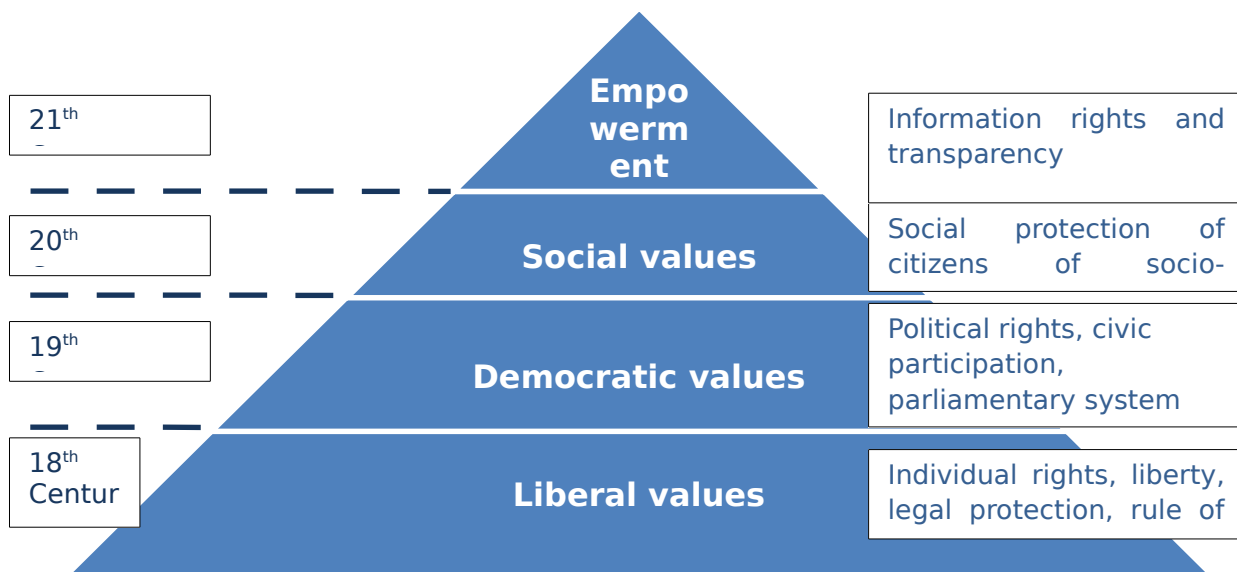 21th
Empo
werm
ent
Information rights and
transparency
20th
Social values
Social protection of
citizens of socio-
19th
Democratic values
Political rights, civic
participation,
parliamentary system
18th
Centur
Liberal values
Individual rights, liberty,
legal protection, rule of